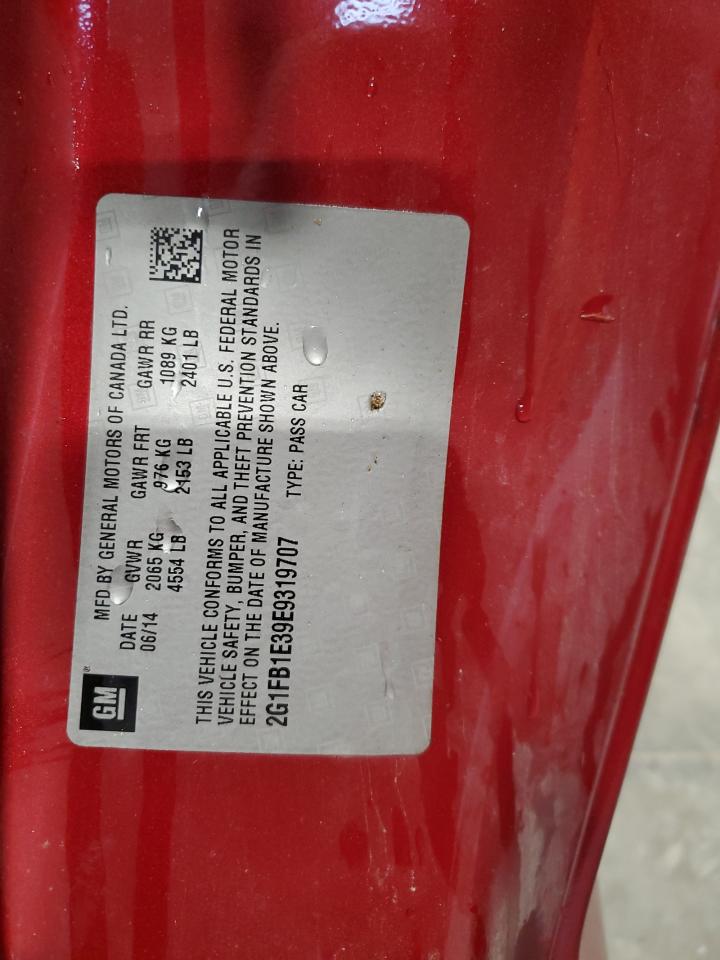 GM®
MFD BY GENERAL MOTORS OF CANADA LTD.
DATE GVWR GAWR FRT GAWR RR
06/14 2065 KG 976 KG 1089 KG
4554 LB 2153 LB 2401 LB
THIS VEHICLE CONFORMS TO ALL APPLICABLE U.S. FEDERAL MOTOR
VEHICLE SAFETY, BUMPER, AND THEFT PREVENTION STANDARDS IN
EFFECT ON THE DATE OF MANUFACTURE SHOWN ABOVE.
2G1FB1E39E9319707 TYPE: PASS CAR